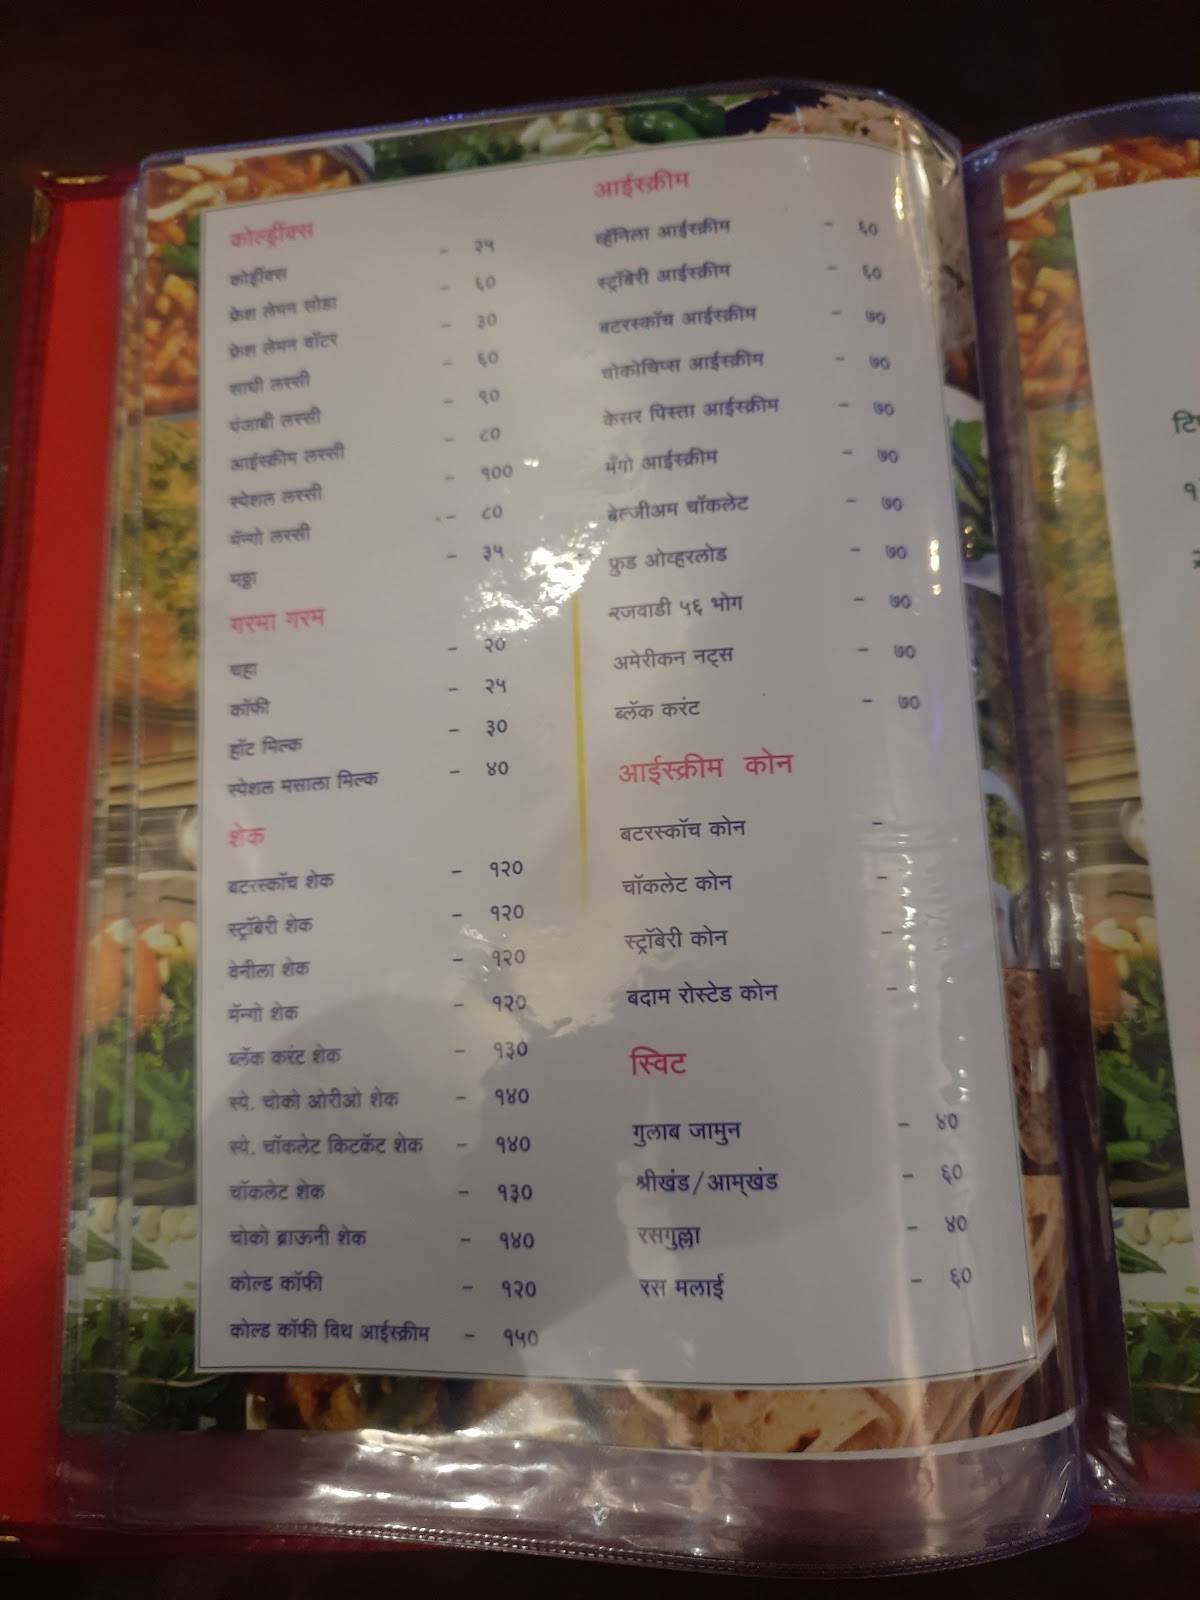 कोल्ड्रींक्स
कोड्रींक्स - २५
फ्रेश लेमन सोडा - ६०
फ्रेश लेमन वॉटर - ३०
साधी लस्सी - ६०
पंजाबी लस्सी - ९०
आईस्क्रीम लस्सी - ८०
स्पेशल लस्सी - १००
मॅन्गो लस्सी - ८०
मठ्ठा - ३५
गरमा गरम
चहा - २०
कॉफी - २५
हॉट मिल्क - ३०
स्पेशल मसाला मिल्क - ४०
शेक
बटरस्कॉच शेक - १२०
स्ट्रॉबेरी शेक - १२०
वेनीला शेक - १२०
मॅन्गो शेक - १२०
ब्लॅक करंट शेक - १३०
स्पे. चोको ओरीओ शेक - १४०
स्पे. चॉकलेट किटकॅट शेक - १४०
चॉकलेट शेक - १३०
चोको ब्राऊनी शेक - १४०
कोल्ड कॉफी - १२०
कोल्ड कॉफी विथ आईस्क्रीम - १५०
आईस्क्रीम
व्हॅनिला आईस्क्रीम - ६०
स्ट्रॉबेरी आईस्क्रीम - ६०
बटरस्कॉच आईस्क्रीम - ७०
चोकोचिप्स आईस्क्रीम - ७०
केसर पिस्ता आईस्क्रीम - ७०
मँगो आईस्क्रीम - ७०
बेल्जीअम चॉकलेट - ७०
फ्रुड ओव्हरलोड - ७०
रजवाडी ५६ भोग - ७०
अमेरीकन नट्स - ७०
ब्लॅक करंट - ७०
आईस्क्रीम कोन
बटरस्कॉच कोन -
चॉकलेट कोन -
स्ट्रॉबेरी कोन -
बदाम रोस्टेड कोन -
स्विट
गुलाब जामुन - ४०
श्रीखंड/आम्रखंड - ६०
रसगुल्ला - ४०
रस मलाई - ६०